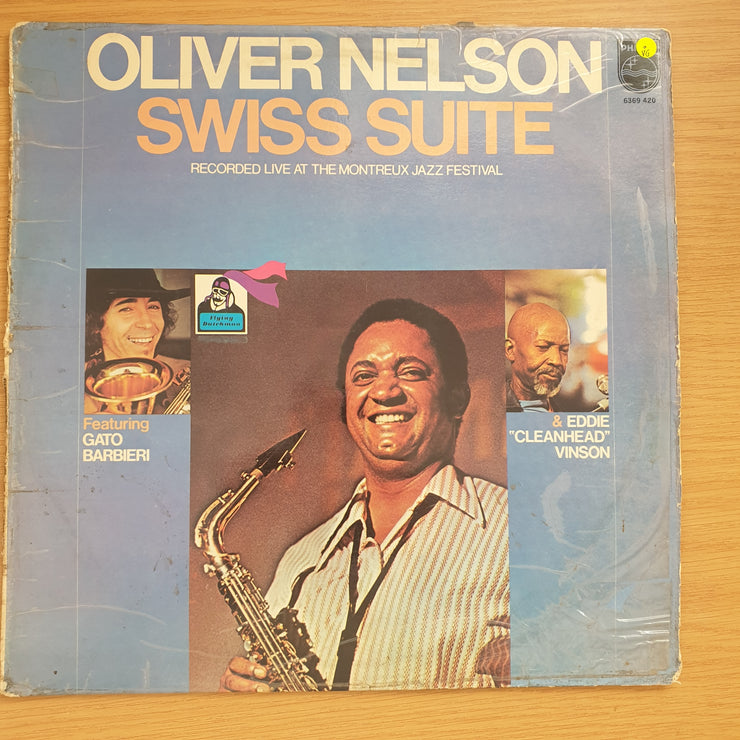 OLIVER NELSON
SWISS SUITE
RECORDED LIVE AT THE MONTREUX JAZZ FESTIVAL
6369 420
VG
Flying
Dutchman
Featuring
GATO
BARBIERI
& EDDIE
"CLEANHEAD"
VINSON